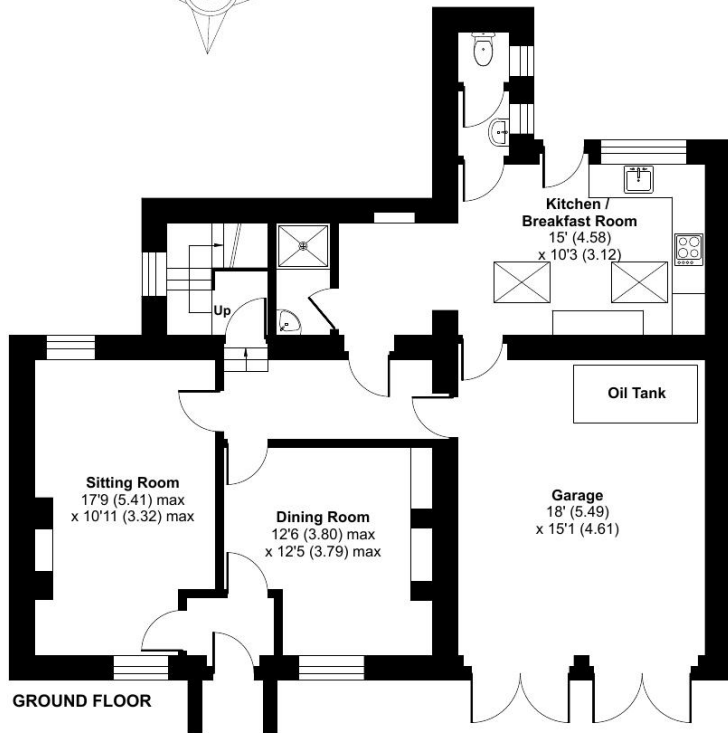 Kitchen /
Breakfast Room
15' (4.58)
x 10'3 (3.12)
Up
Oil Tank
Sitting Room
17'9 (5.41) max
x 10'11 (3.32) max
Dining Room
12'6 (3.80) max
x 12'5 (3.79) max
Garage
18' (5.49)
x 15'1 (4.61)
GROUND FLOOR